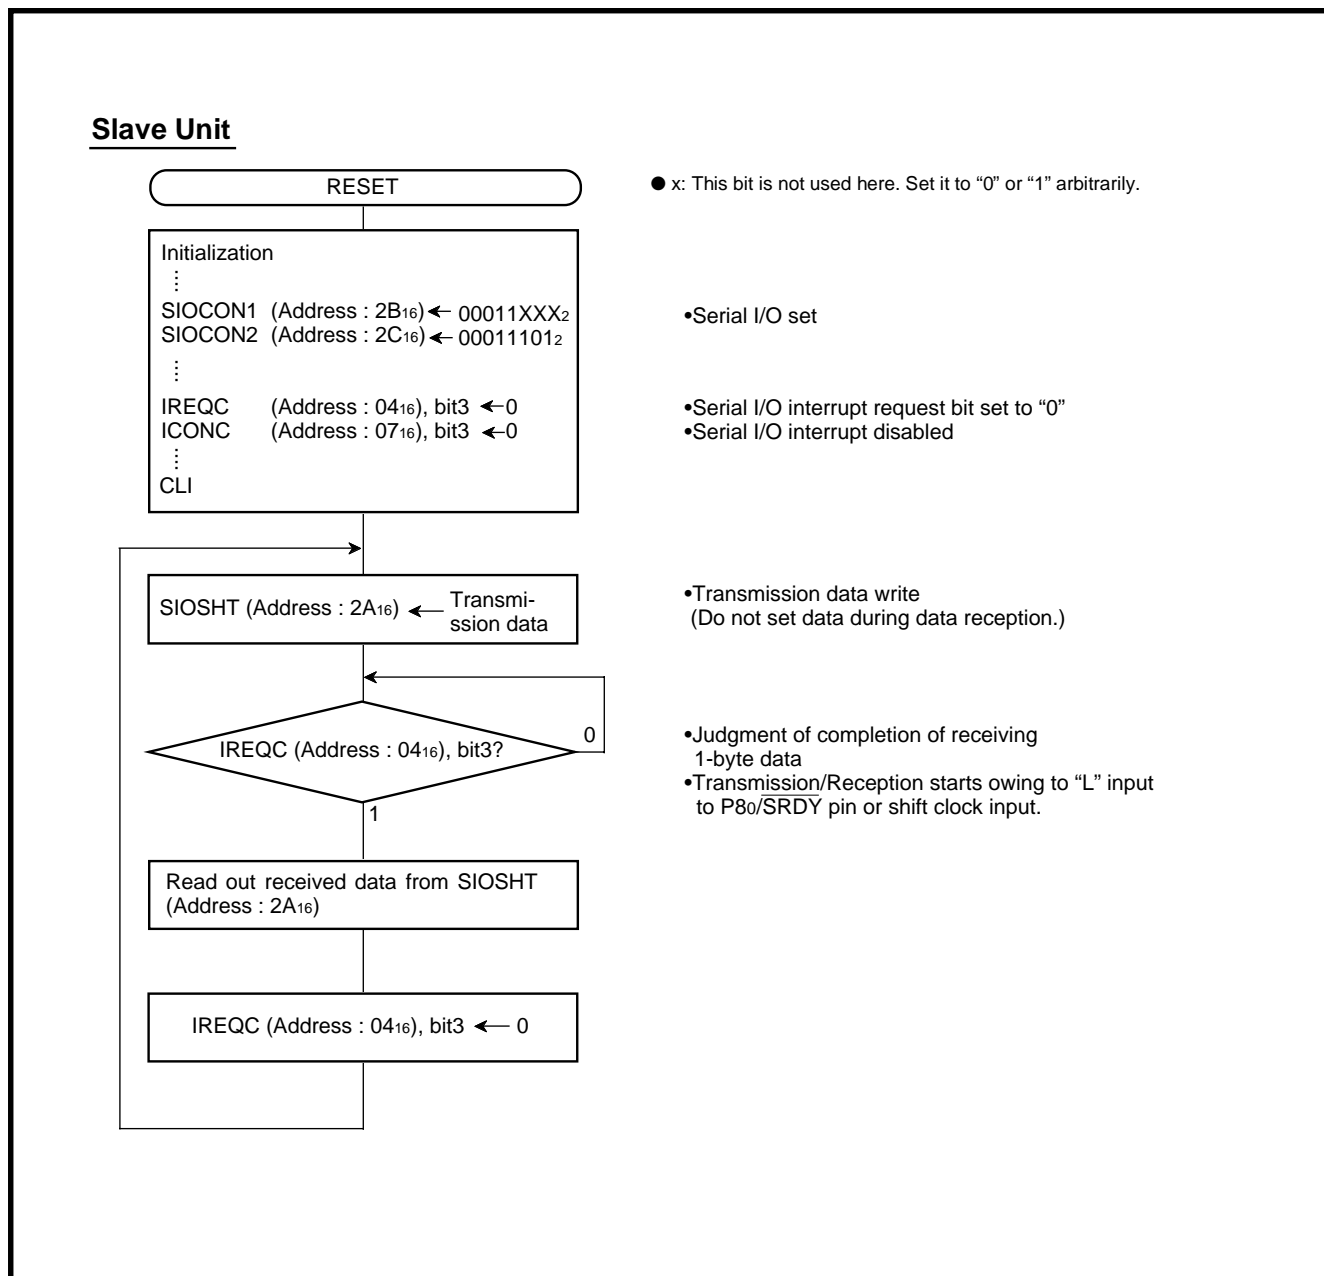 Slave Unit
RESET
● x: This bit is not used here. Set it to “0” or “1” arbitrarily.
Initialization
SIOCON1 (Address : 2B16) ← 00011XXX2
•Serial I/O set
SIOCON2 (Address : 2C16) ← 000111012
IREQC (Address : 0416), bit3 ← 0
•Serial I/O interrupt request bit set to “0”
ICONC (Address : 0716), bit3 ← 0
•Serial I/O interrupt disabled
CLI
SIOSHT (Address : 2A16) ← Transmi-
ssion data
•Transmission data write
(Do not set data during data reception.)
IREQC (Address : 0416), bit3?
0
1
•Judgment of completion of receiving
1-byte data
•Transmission/Reception starts owing to “L” input
to P80/SRDY pin or shift clock input.
Read out received data from SIOSHT
(Address : 2A16)
IREQC (Address : 0416), bit3 ← 0